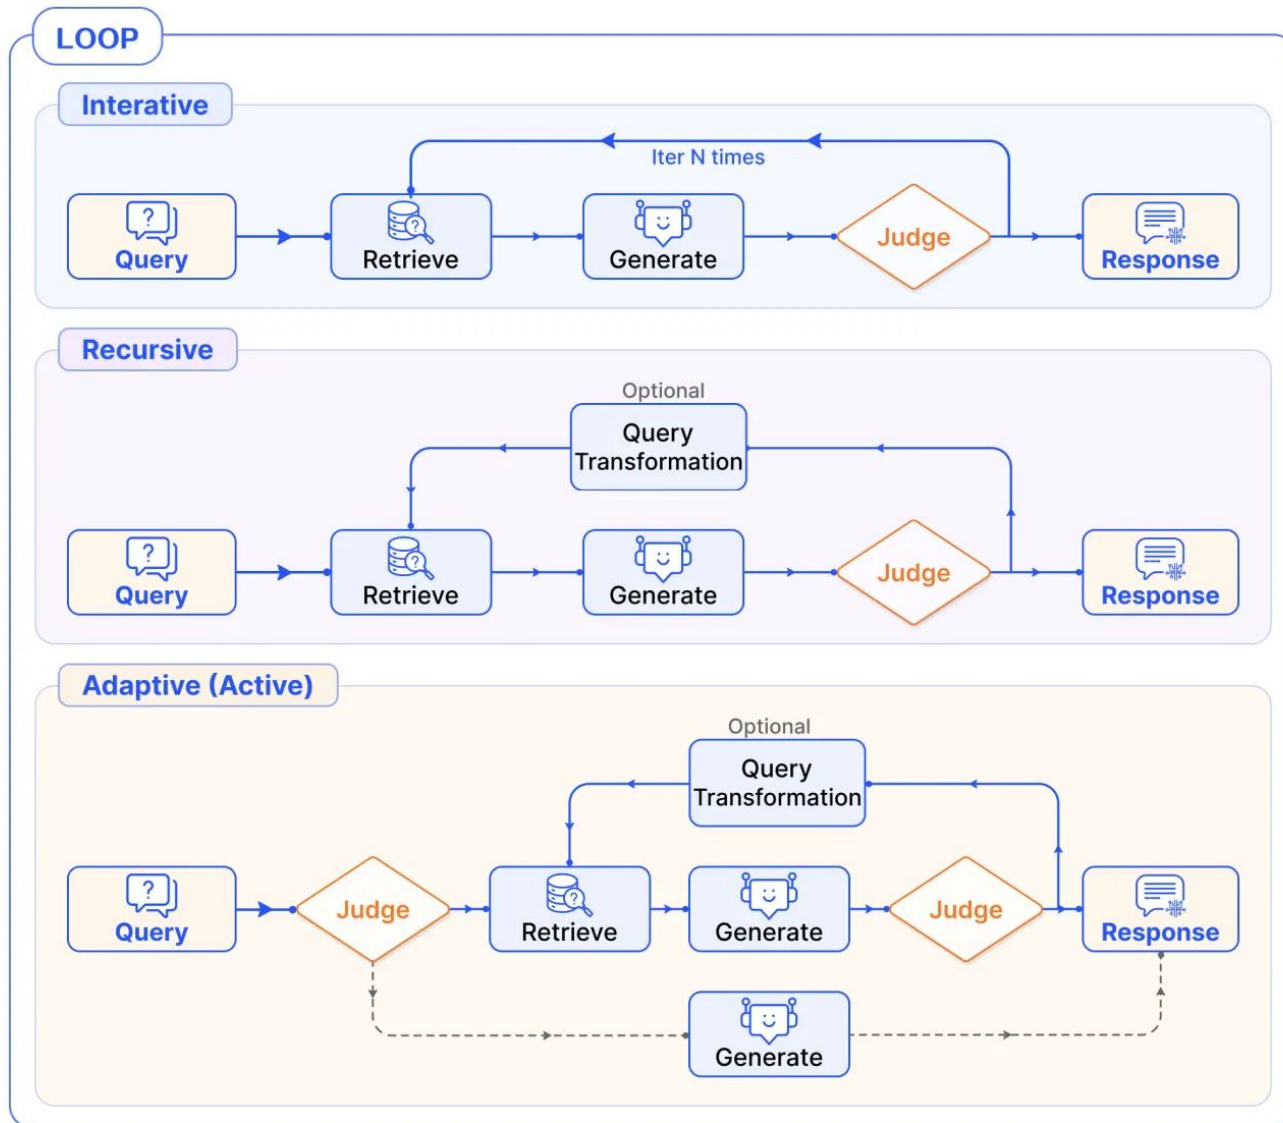 LOOP
Interative
Iter N times
Query
Retrieve
Generate
Judge
Response
Recursive
Optional
Query
Transformation
Query
Retrieve
Generate
Judge
Response
Adaptive (Active)
Optional
Query
Transformation
Query
Judge
Retrieve
Generate
Judge
Response
Generate